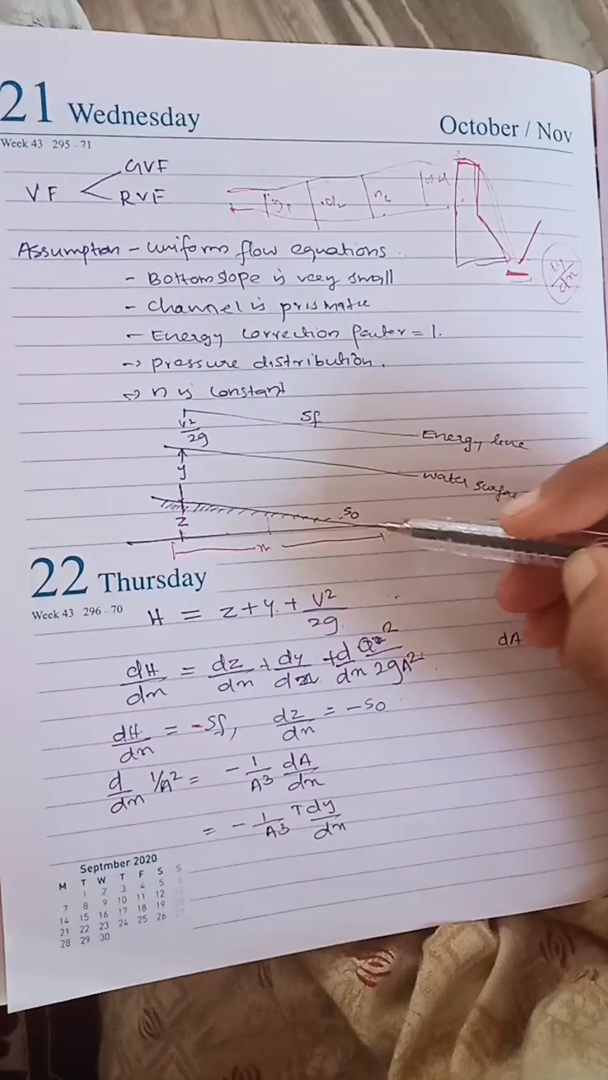 21 Wednesday
October / Nov
Week 43 295 - 71
VF
GVF
RVF
Assumption - uniform flow equations
- Bottom slope is very small
- Channel is prismatic
- Energy correction factor = 1.
-> pressure distribution.
-> n is constant
V2/2g
Sf
Energy line
y
water surface
Z
So
x
22 Thursday
Week 43 296 - 70
H = Z + y + V²/2g
dH/dx = dz/dx + dy/dx + d/dx Q²/2gA²
dA
dH/dx = -Sf, dz/dx = -So
d/dx 1/A² = -1/A3 dA/dx
= -1/A3 T dy/dx
Septmber 2020
M T W T F S S
1 2 3 4 5 6
7 8 9 10 11 12 13
14 15 16 17 18 19 20
21 22 23 24 25 26 27
28 29 30